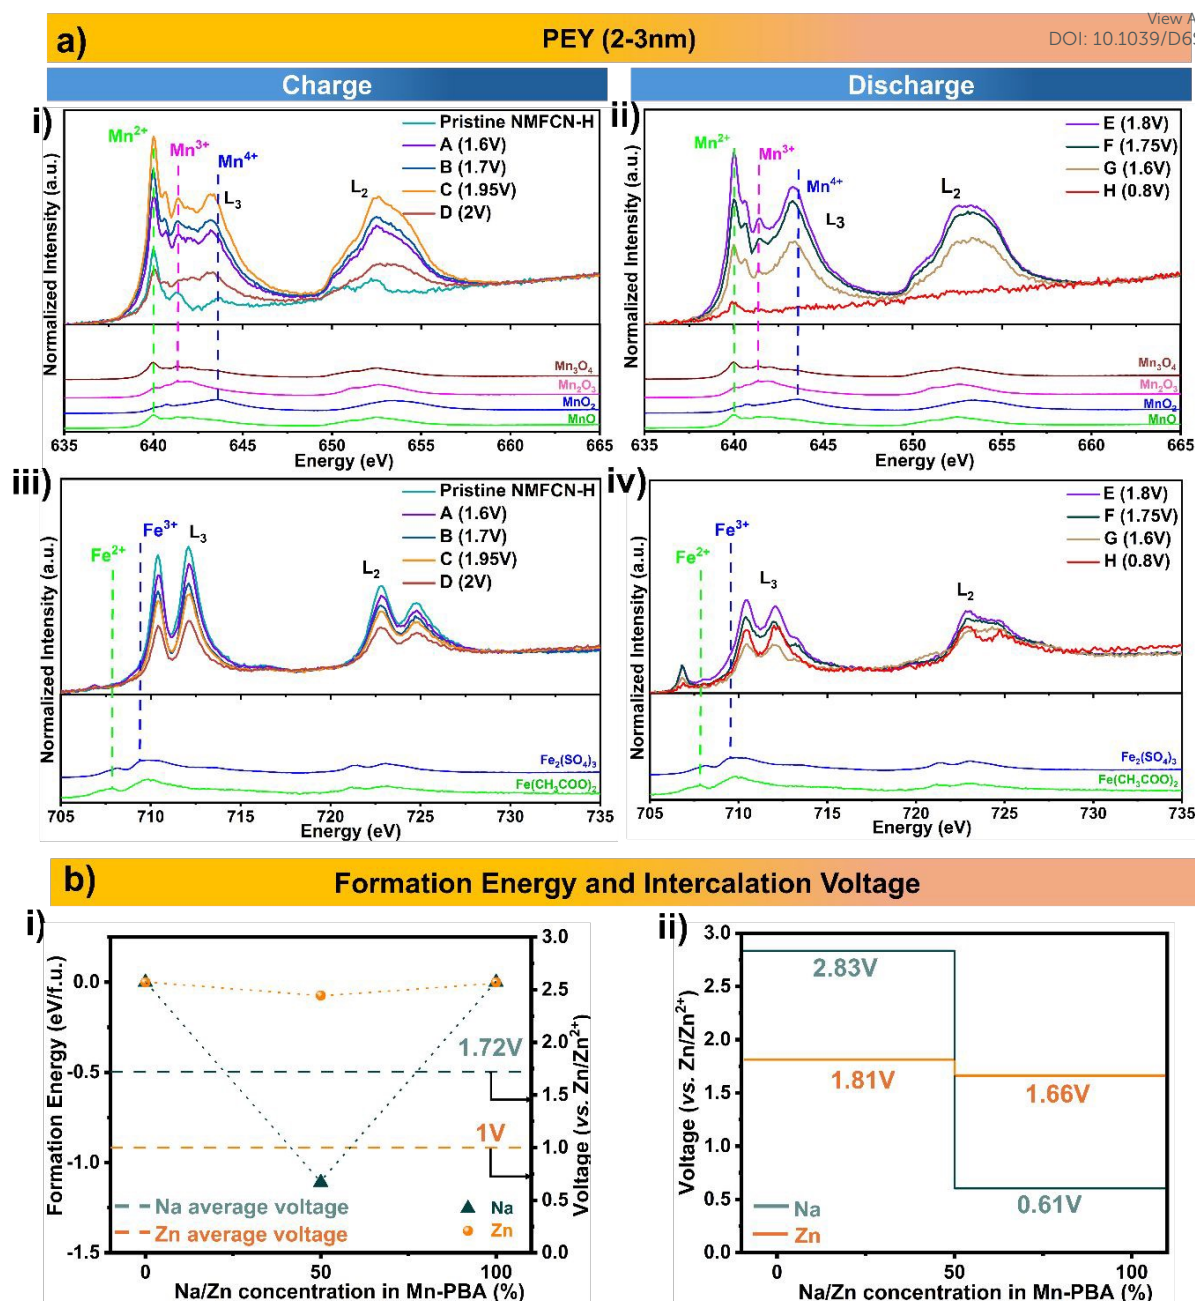 View A
DOI: 10.1039/D6S
a) PEY (2-3nm)
Charge
Discharge
i)
Normalized Intensity (a.u.)
Mn2+
Mn3+
Mn4+
L3
L2
Pristine NMFCN-H
A (1.6V)
B (1.7V)
C (1.95V)
D (2V)
Mn3O4
Mn2O3
MnO2
MnO
635 640 645 650 655 660 665
Energy (eV)
ii)
Normalized Intensity (a.u.)
Mn2+
Mn3+
Mn4+
L3
L2
E (1.8V)
F (1.75V)
G (1.6V)
H (0.8V)
Mn3O4
Mn2O3
MnO2
MnO
635 640 645 650 655 660 665
Energy (eV)
iii)
Normalized Intensity (a.u.)
Fe2+
Fe3+
L3
L2
Pristine NMFCN-H
A (1.6V)
B (1.7V)
C (1.95V)
D (2V)
Fe2(SO4)3
Fe(CH3COO)2
705 710 715 720 725 730 735
Energy (eV)
iv)
Normalized Intensity (a.u.)
Fe2+
Fe3+
L3
L2
E (1.8V)
F (1.75V)
G (1.6V)
H (0.8V)
Fe2(SO4)3
Fe(CH3COO)2
705 710 715 720 725 730 735
Energy (eV)
b) Formation Energy and Intercalation Voltage
i)
Formation Energy (eV/f.u.)
0.0
-0.5
-1.0
-1.5
1.72V
1V
Na average voltage
Zn average voltage
Na
Zn
3.0
2.5
2.0
1.5
1.0
0.5
0.0
Voltage (vs. Zn/Zn2+)
0 50 100
Na/Zn concentration in Mn-PBA (%)
ii)
Voltage (vs. Zn/Zn2+)
3.0
2.5
2.0
1.5
1.0
0.5
0.0
2.83V
1.81V
1.66V
0.61V
Na
Zn
0 50 100
Na/Zn concentration in Mn-PBA (%)